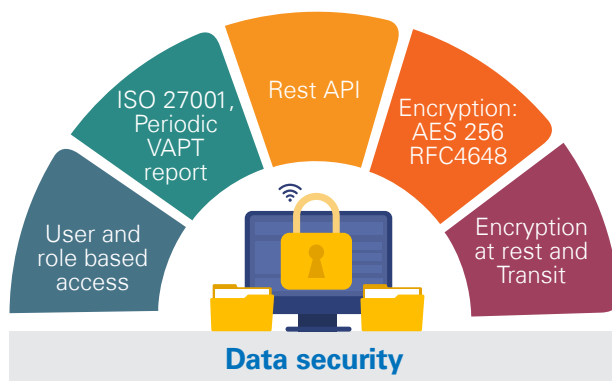 User and
role based
access
ISO 27001,
Periodic
VAPT
report
Rest API
Encryption:
AES 256
RFC4648
Encryption
at rest and
Transit
Data security